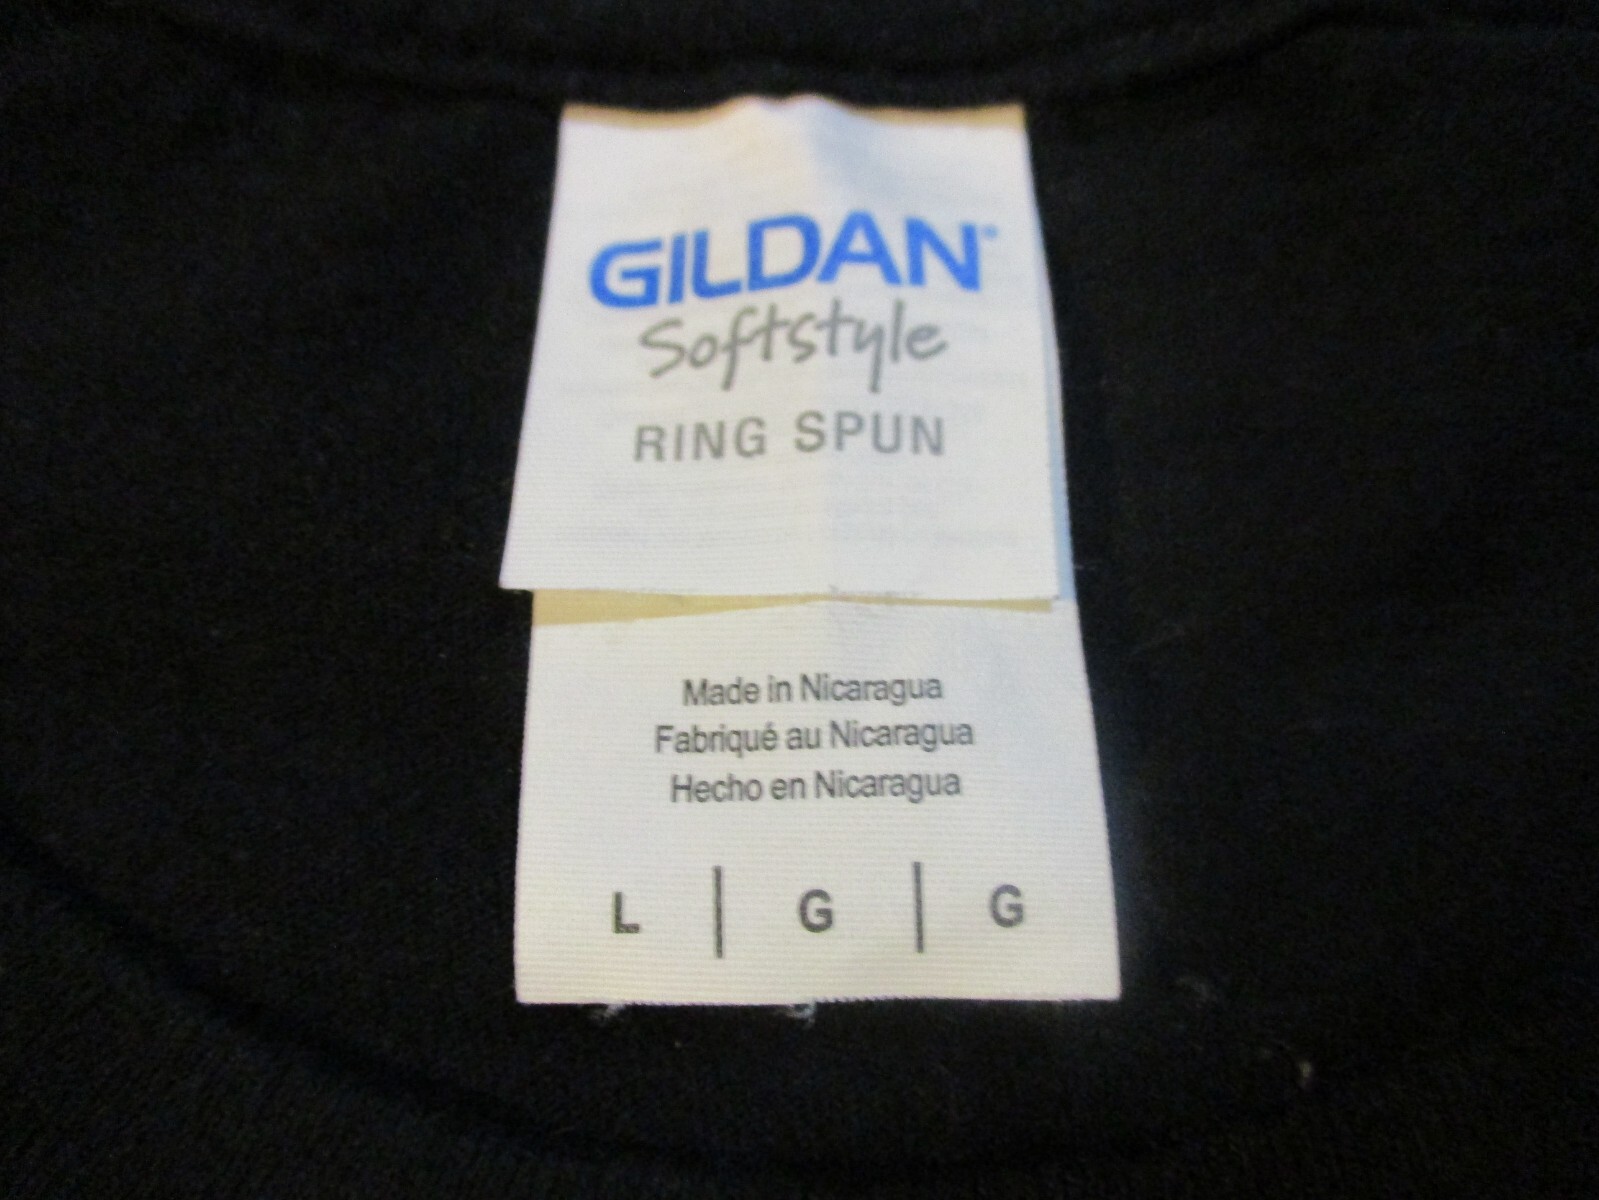 GILDAN®
Softstyle
RING SPUN
Made in Nicaragua
Fabriqué au Nicaragua
Hecho en Nicaragua
L | G | G